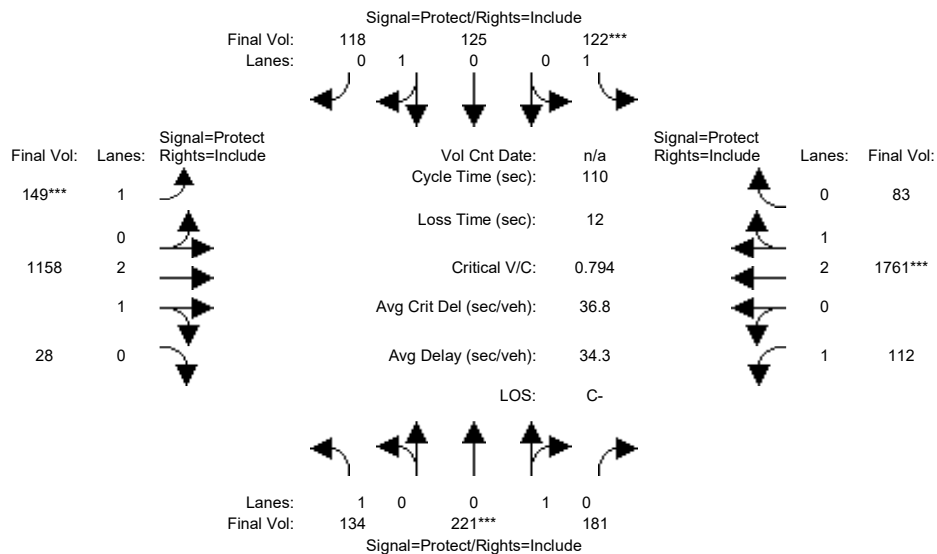 Signal=Protect/Rights=Include
Final Vol: 118 125 122***
Lanes: 0 1 0 0 1
Signal=Protect
Final Vol: Lanes: Rights=Include
Vol Cnt Date: n/a
Signal=Protect
Rights=Include Lanes: Final Vol:
Cycle Time (sec): 110
149*** 1
0 83
Loss Time (sec): 12
0
1
1158 2
Critical V/C: 0.794
2 1761***
1
Avg Crit Del (sec/veh): 36.8
0
28 0
Avg Delay (sec/veh): 34.3
1 112
LOS: C-
Lanes: 1 0 0 1 0
Final Vol: 134 221*** 181
Signal=Protect/Rights=Include